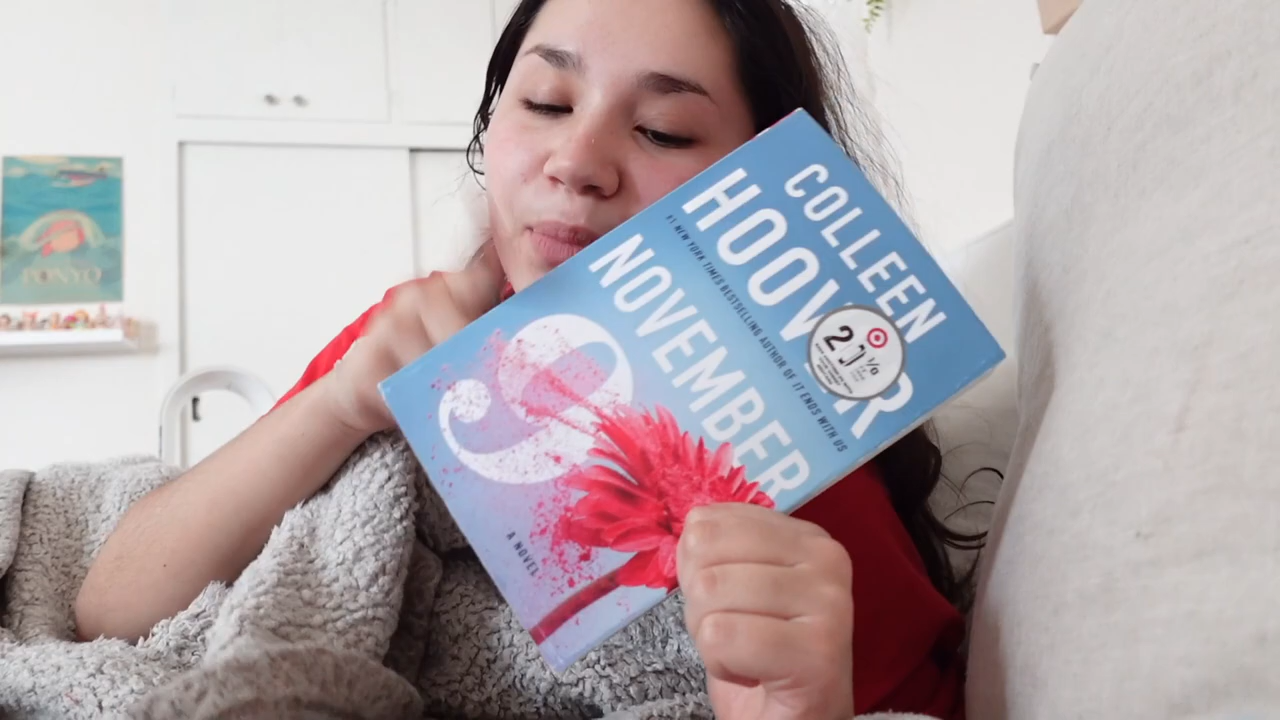 COLLEEN
HOOVER
#1 NEW YORK TIMES BESTSELLING AUTHOR OF IT ENDS WITH US
NOVEMBER
9
A NOVEL
PONYO